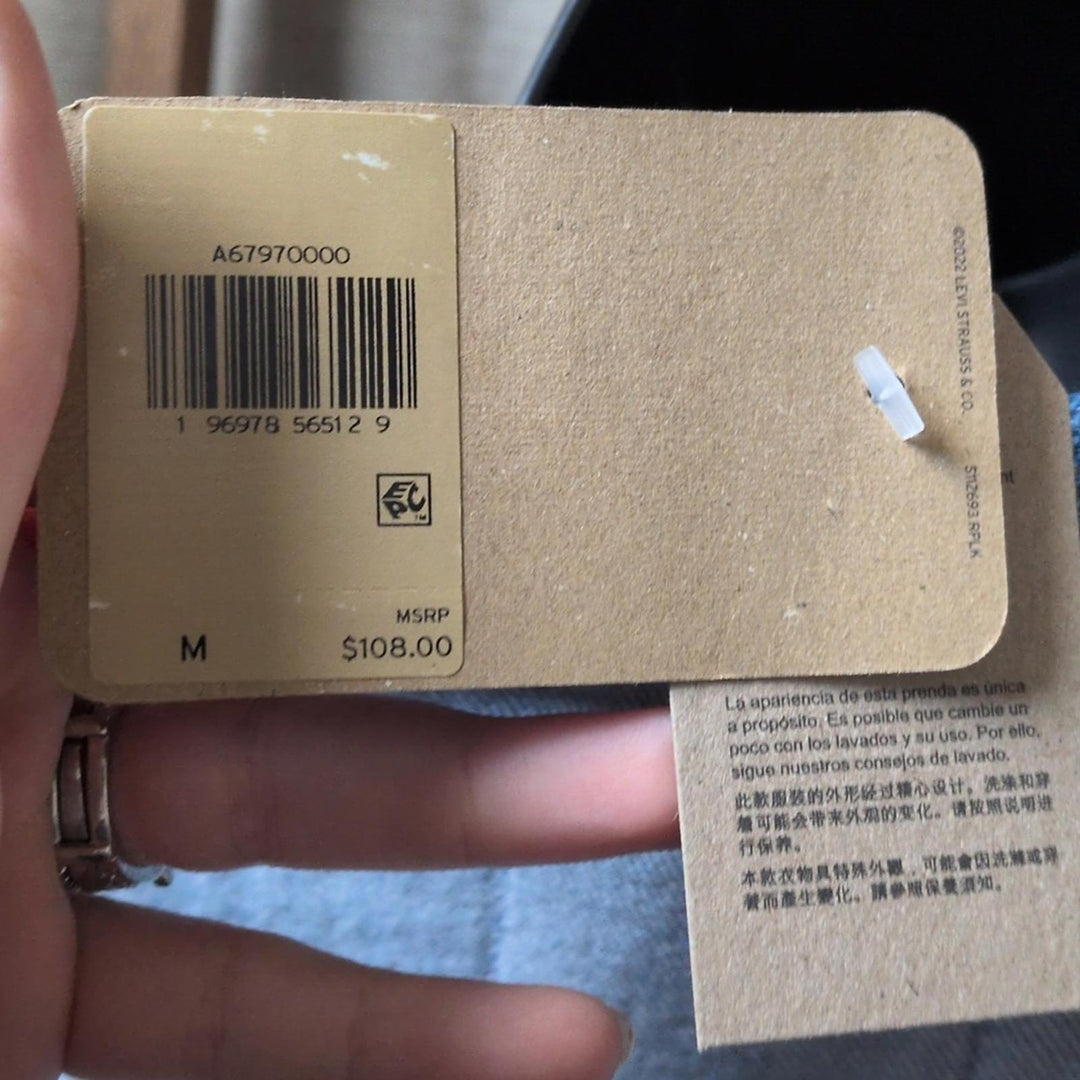 A67970000
1 96978 56512 9
EPC™
MSRP
M $108.00
©2022 LEVI STRAUSS & CO.
5112693 RPLK
nt
La apariencia de esta prenda es única
a propósito. Es posible que cambie un
poco con los lavados y su uso. Por ello,
sigue nuestros consejos de lavado.
此款服装的外形经过精心设计。洗涤和穿
着可能会带来外观的变化。请按照说明进
行保养。
本款衣物具特殊外觀，可能會因洗滌或穿
著而產生變化。請參照保養須知。